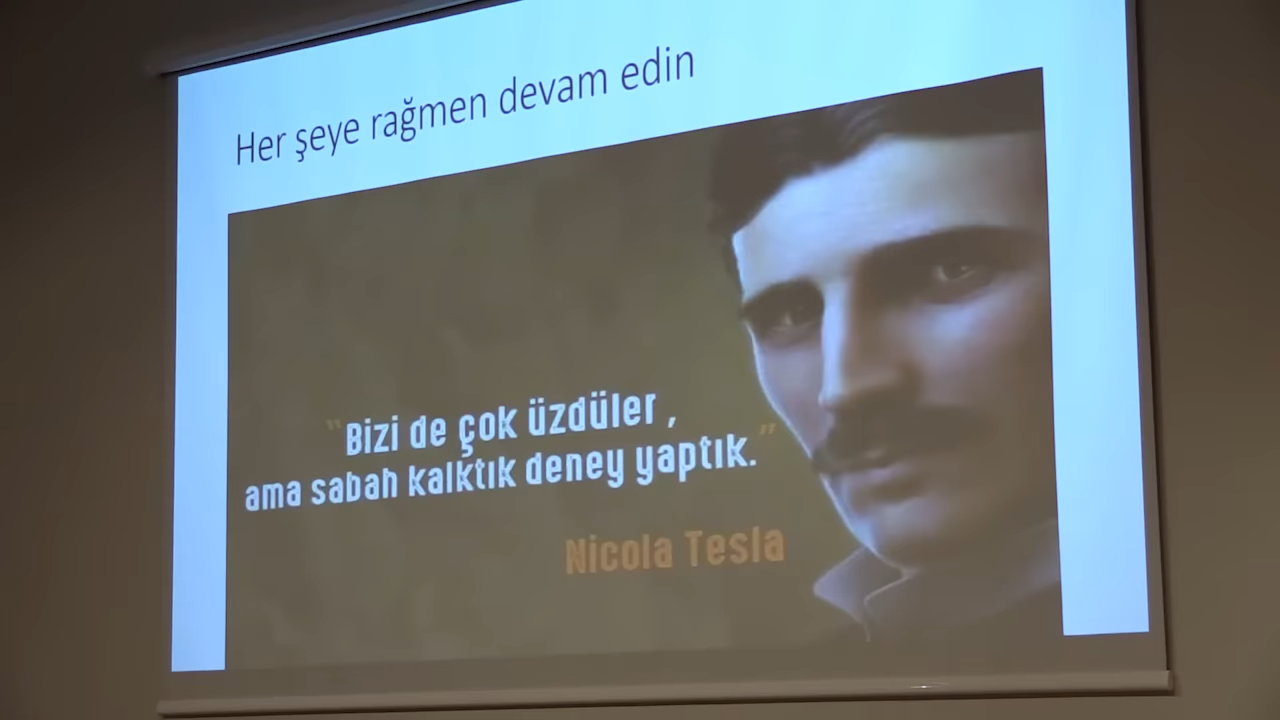 Her şeye rağmen devam edin
"Bizi de çok üzdüler ,
ama sabah kalktık deney yaptık."
Nicola Tesla